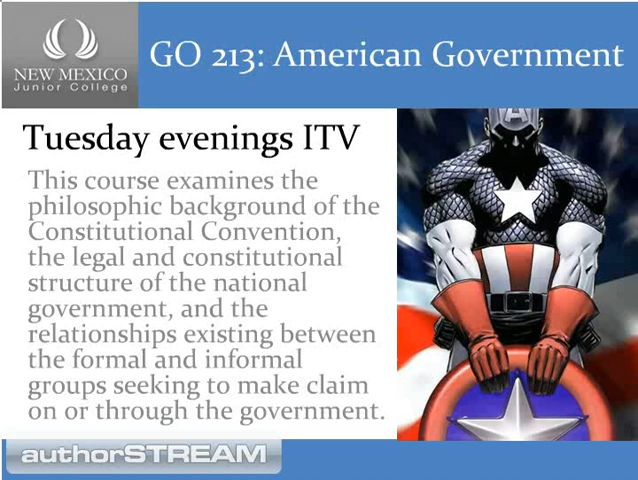 NEW MEXICO
Junior College
GO 213: American Government
Tuesday evenings ITV
This course examines the
philosophic background of the
Constitutional Convention,
the legal and constitutional
structure of the national
government, and the
relationships existing between
the formal and informal
groups seeking to make claim
on or through the government.
A
authorSTREAM